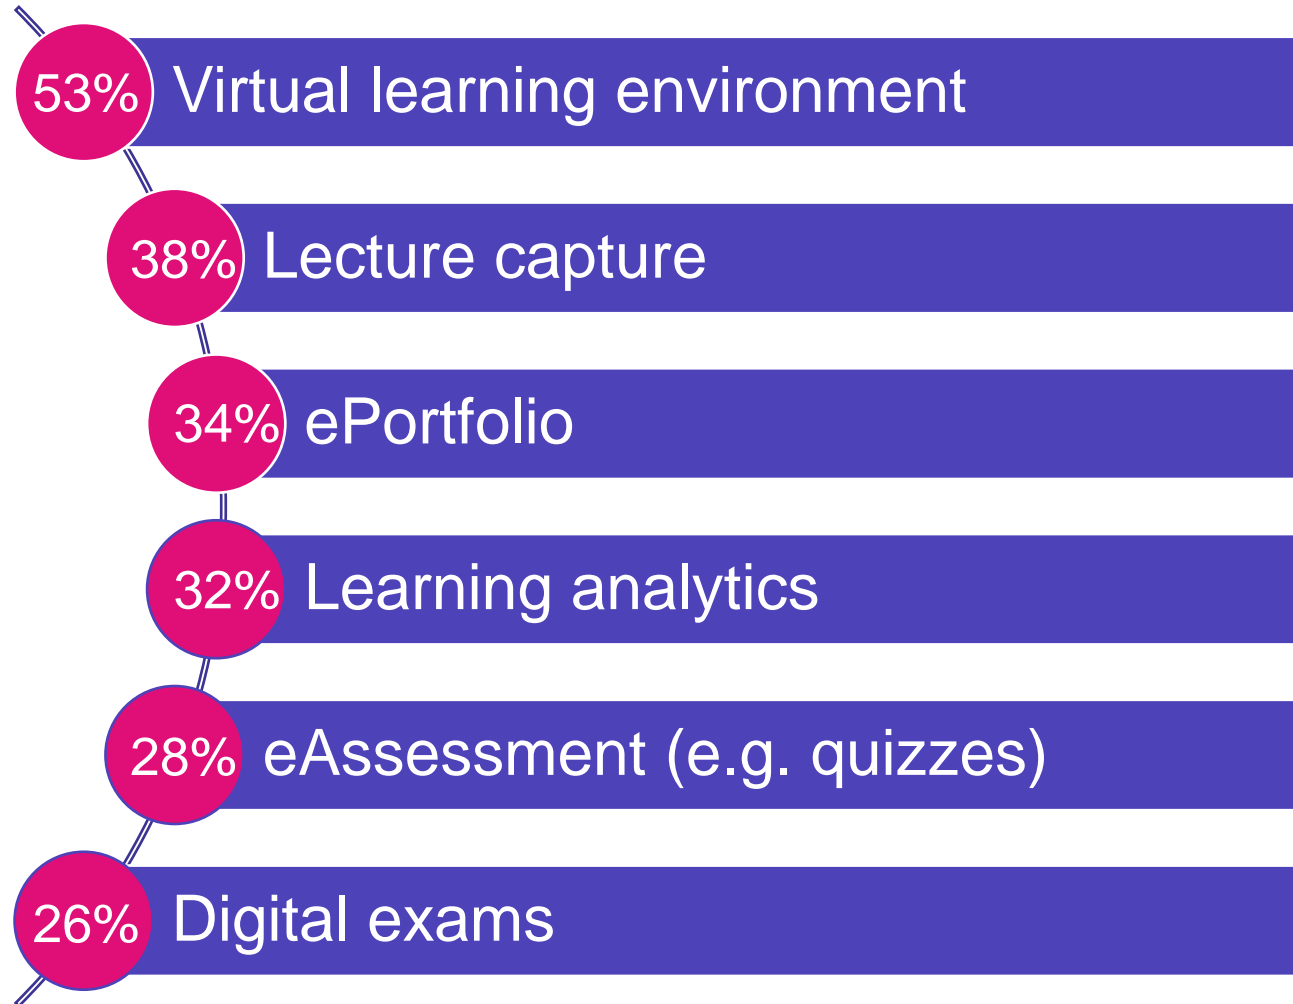 53% Virtual learning environment
38% Lecture capture
34% ePortfolio
32% Learning analytics
28% eAssessment (e.g. quizzes)
26% Digital exams